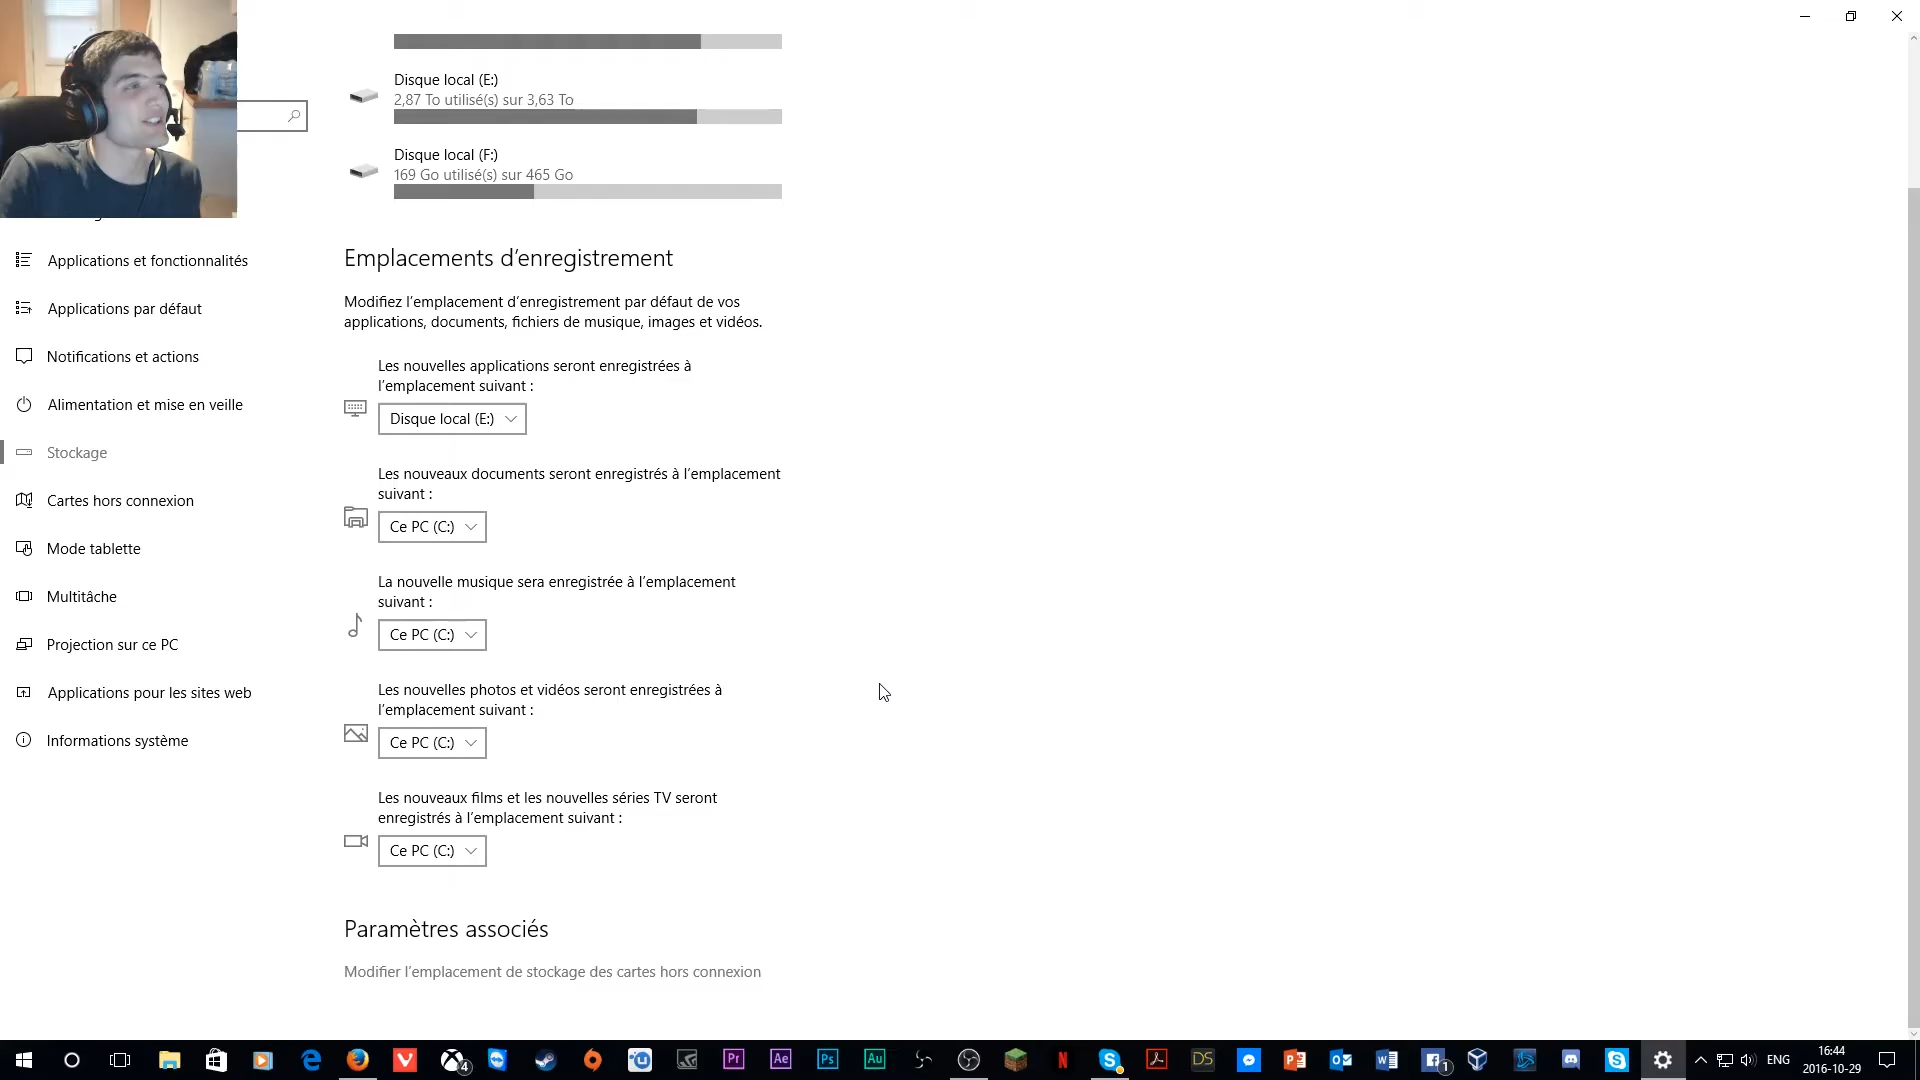 Disque local (E:)
2,87 To utilisé(s) sur 3,63 To
Disque local (F:)
169 Go utilisé(s) sur 465 Go
Applications et fonctionnalités
Applications par défaut
Notifications et actions
Alimentation et mise en veille
Stockage
Cartes hors connexion
Mode tablette
Multitâche
Projection sur ce PC
Applications pour les sites web
Informations système
Emplacements d’enregistrement
Modifiez l’emplacement d’enregistrement par défaut de vos
applications, documents, fichiers de musique, images et vidéos.
Les nouvelles applications seront enregistrées à
l’emplacement suivant :
Disque local (E:)
Les nouveaux documents seront enregistrés à l’emplacement
suivant :
Ce PC (C:)
La nouvelle musique sera enregistrée à l’emplacement
suivant :
Ce PC (C:)
Les nouvelles photos et vidéos seront enregistrées à
l’emplacement suivant :
Ce PC (C:)
Les nouveaux films et les nouvelles séries TV seront
enregistrés à l’emplacement suivant :
Ce PC (C:)
Paramètres associés
Modifier l’emplacement de stockage des cartes hors connexion
4
Pr
Ae
Ps
Au
N
DS
1
ENG
16:44
2016-10-29